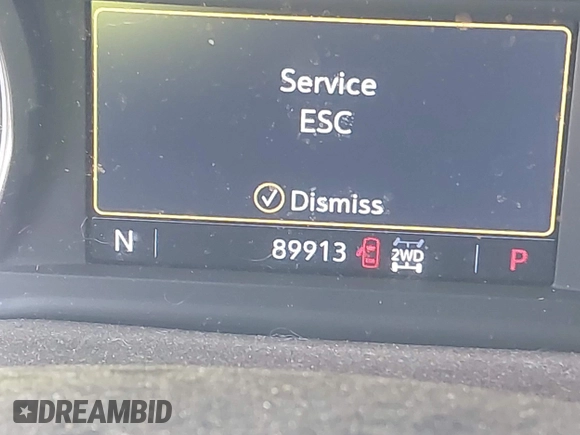 Service
ESC
Dismiss
N 89913 2WD P
DREAMBID